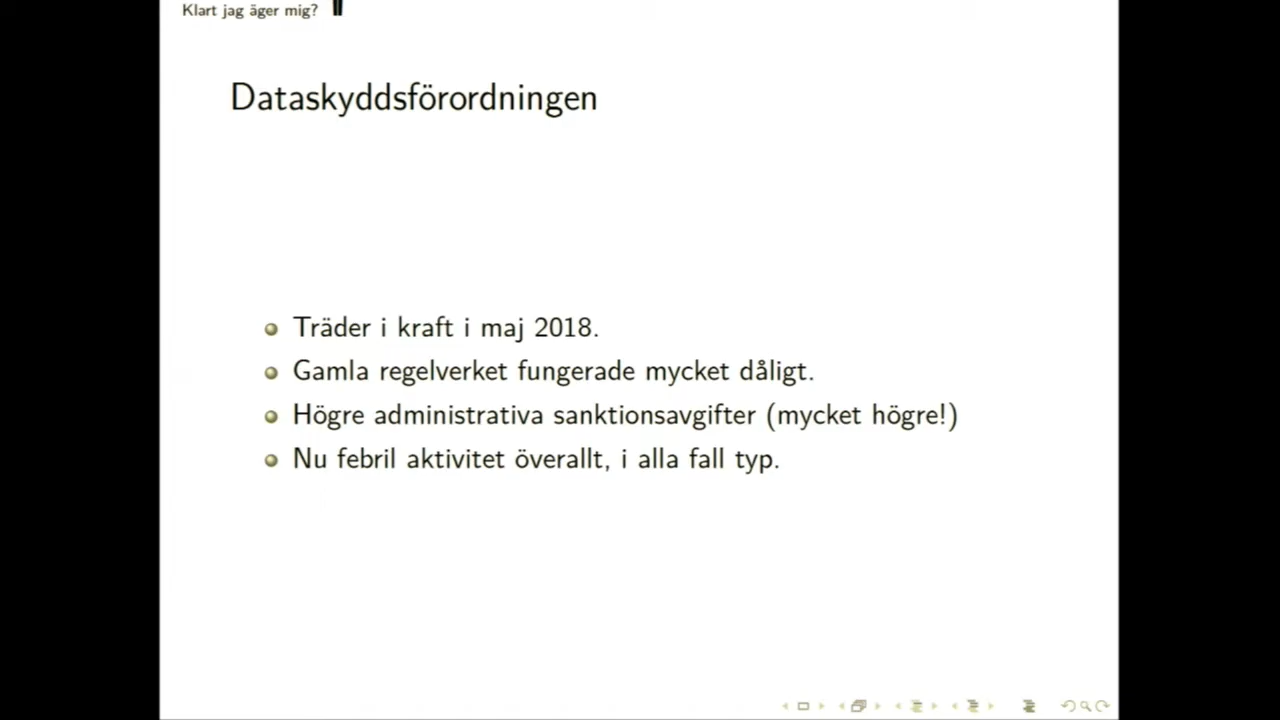 Klart jag äger mig?
Dataskyddsförordningen
Träder i kraft i maj 2018.
Gamla regelverket fungerade mycket dåligt.
Högre administrativa sanktionsavgifter (mycket högre!)
Nu febril aktivitet överallt, i alla fall typ.